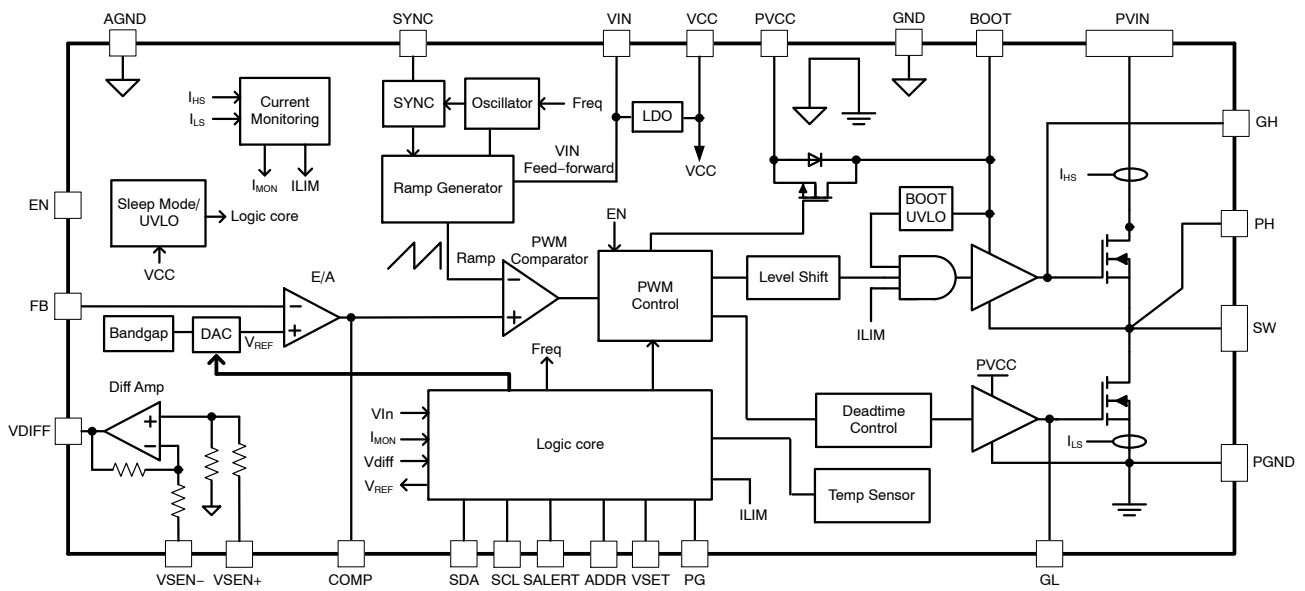 AGND
SYNC
VIN
VCC
PVCC
GND
BOOT
PVIN
I_HS
I_LS
Current
Monitoring
I_MON
ILIM
SYNC
Oscillator
Freq
LDO
VCC
VIN
Feed–forward
Ramp Generator
GH
I_HS
EN
Sleep Mode/
UVLO
Logic core
VCC
EN
BOOT
UVLO
PH
Ramp
PWM
Comparator
–
+
PWM
Control
Level Shift
ILIM
FB
E/A
–
+
Bandgap
DAC
V_REF
SW
Freq
PVCC
Diff Amp
+
–
VDIFF
VIn
I_MON
Vdiff
V_REF
Logic core
Deadtime
Control
I_LS
PGND
Temp Sensor
ILIM
VSEN–
VSEN+
COMP
SDA
SCL
SALERT
ADDR
VSET
PG
GL